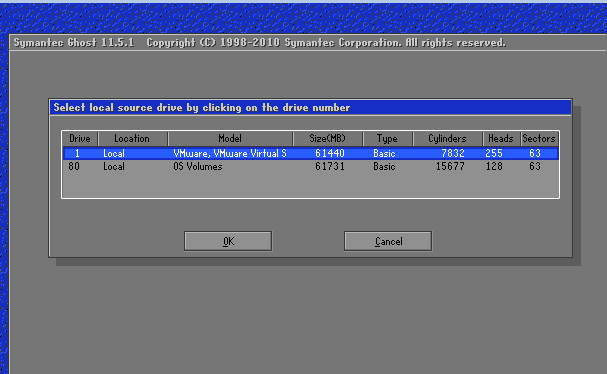 Symantec Ghost 11.5.1 Copyright (C) 1998-2010 Symantec Corporation. All rights reserved.
Select local source drive by clicking on the drive number
Drive Location Model Size(MB) Type Cylinders Heads Sectors
1 Local VMware, VMware Virtual S 61440 Basic 7832 255 63
80 Local OS Volumes 61731 Basic 15677 128 63
OK Cancel